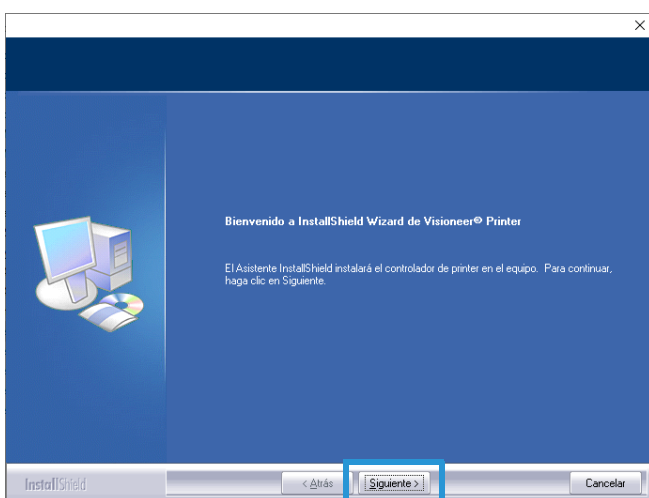 Bienvenido a InstallShield Wizard de Visioneer® Printer
El Asistente InstallShield instalará el controlador de printer en el equipo. Para continuar,
haga clic en Siguiente.
InstallShield
< Atrás
Siguiente >
Cancelar